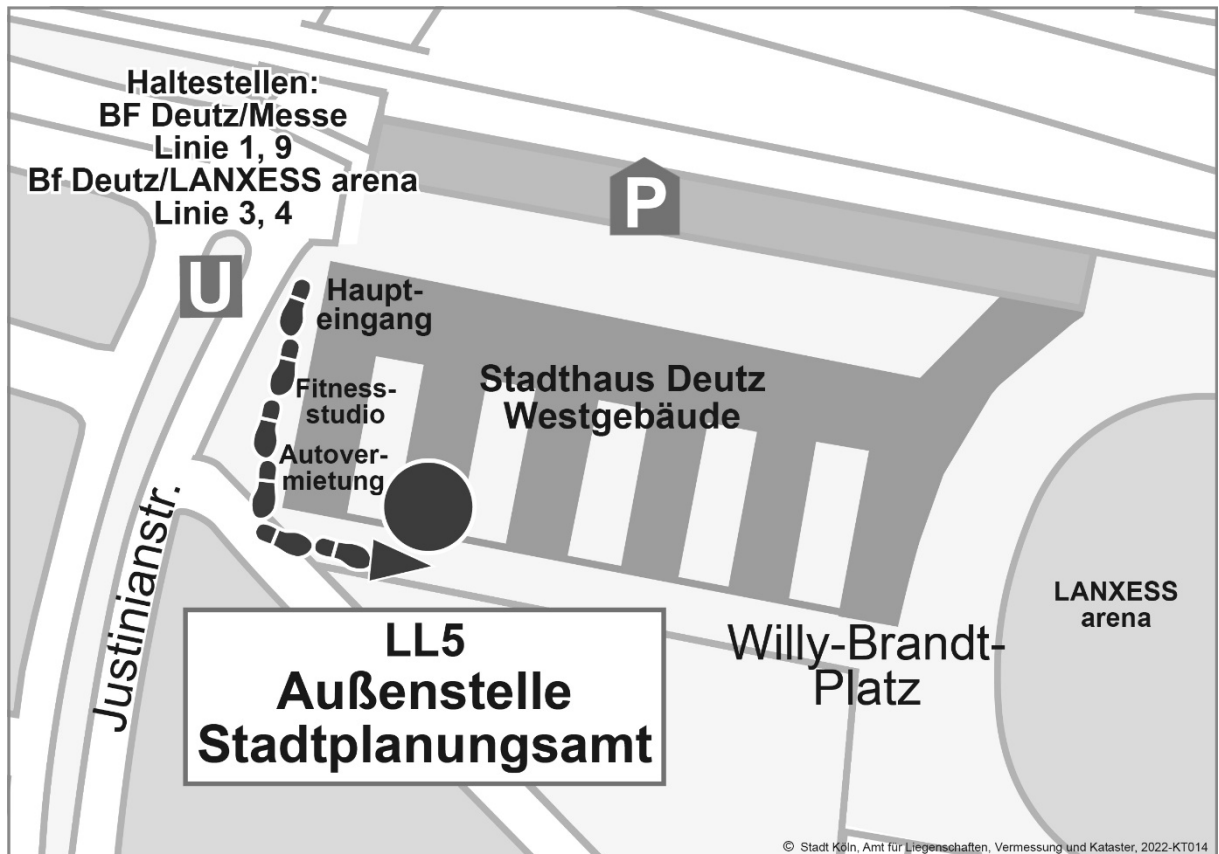 Haltestellen:
BF Deutz/Messe
Linie 1, 9
Bf Deutz/LANXESS arena
Linie 3, 4
U
P
Haupt-
eingang
Fitness-
studio
Autover-
mietung
Stadthaus Deutz
Westgebäude
Justinianstr.
LL5
Außenstelle
Stadtplanungsamt
Willy-Brandt-
Platz
LANXESS
arena
© Stadt Köln, Amt für Liegenschaften, Vermessung und Kataster, 2022-KT014